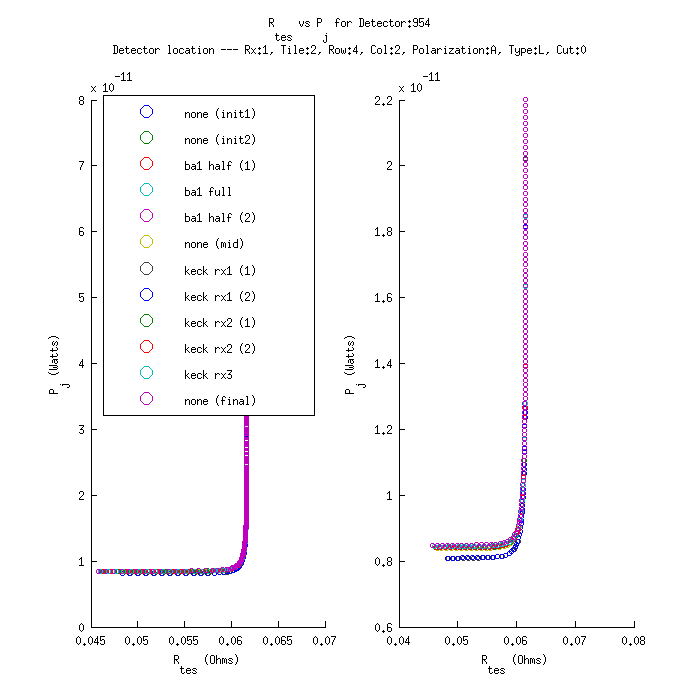 R    vs P  for Detector:954
tes    j
Detector location --- Rx:1, Tile:2, Row:4, Col:2, Polarization:A, Type:L, Cut:0
x 10 -11
8
7
6
5
4
3
2
1
0
0.045 0.05 0.055 0.06 0.065 0.07
P  (Watts)
j
R    (Ohms)
tes
none (init1)
none (init2)
ba1 half (1)
ba1 full
ba1 half (2)
none (mid)
keck rx1 (1)
keck rx1 (2)
keck rx2 (1)
keck rx2 (2)
keck rx3
none (final)
x 10 -11
2.2
2
1.8
1.6
1.4
1.2
1
0.8
0.6
0.04 0.05 0.06 0.07 0.08
P  (Watts)
j
R    (Ohms)
tes